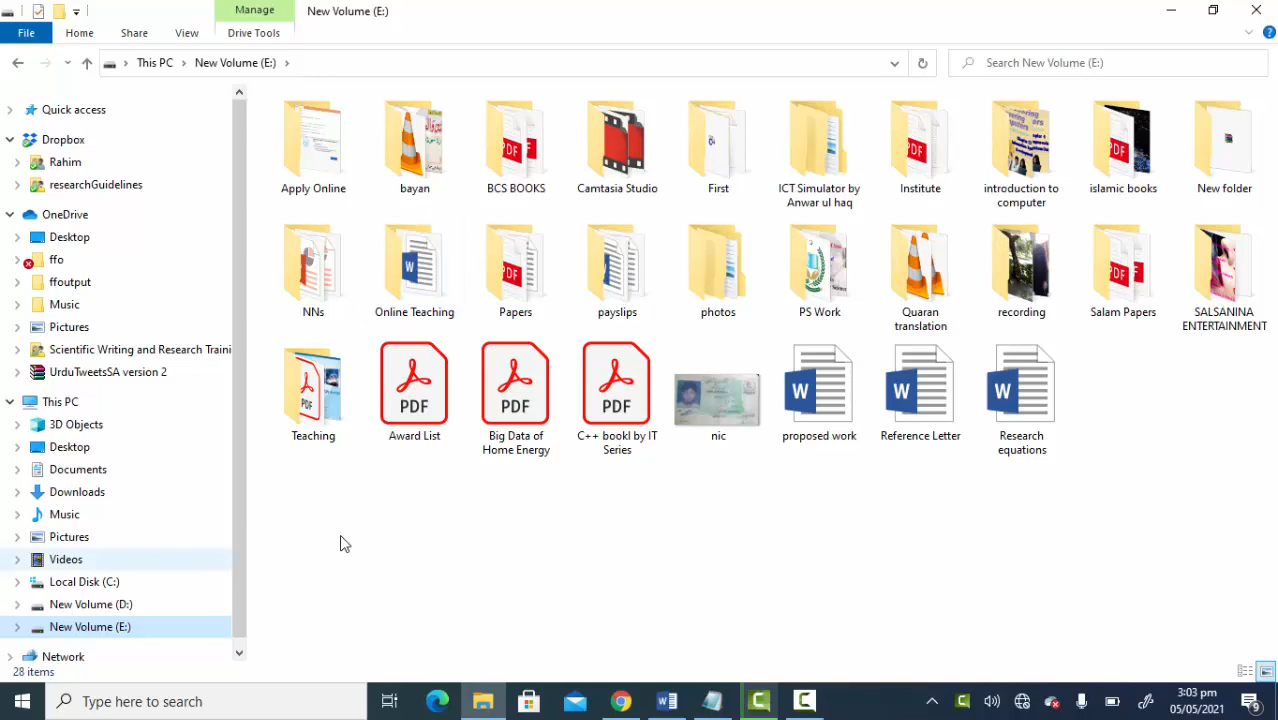 Manage
New Volume (E:)
File
Home
Share
View
Drive Tools
This PC
New Volume (E:)
Search New Volume (E:)
Quick access
Dropbox
Rahim
researchGuidelines
OneDrive
Desktop
ffo
ffoutput
Music
Pictures
Scientific Writing and Research Traini
UrduTweetsSA version 2
This PC
3D Objects
Desktop
Documents
Downloads
Music
Pictures
Videos
Local Disk (C:)
New Volume (D:)
New Volume (E:)
Network
Apply Online
bayan
BCS BOOKS
Camtasia Studio
First
ICT Simulator by
Anwar ul haq
Institute
introduction to
computer
islamic books
New folder
NNs
Online Teaching
Papers
payslips
photos
PS Work
Quaran
translation
recording
Salam Papers
SALSANINA
ENTERTAINMENT
Teaching
PDF
Award List
PDF
Big Data of
Home Energy
PDF
C++ bookl by IT
Series
nic
W
proposed work
W
Reference Letter
W
Research
equations
28 items
Type here to search
3:03 pm
05/05/2021
9